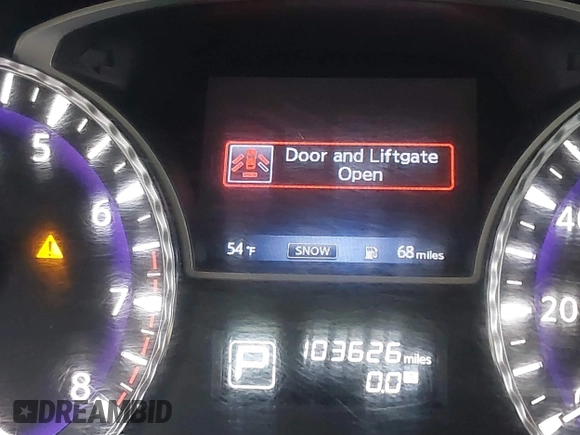 Door and Liftgate
Open
54 °F
SNOW
68 miles
5
6
7
8
40
20
0
P
103626 miles
0.0
DREAMBID